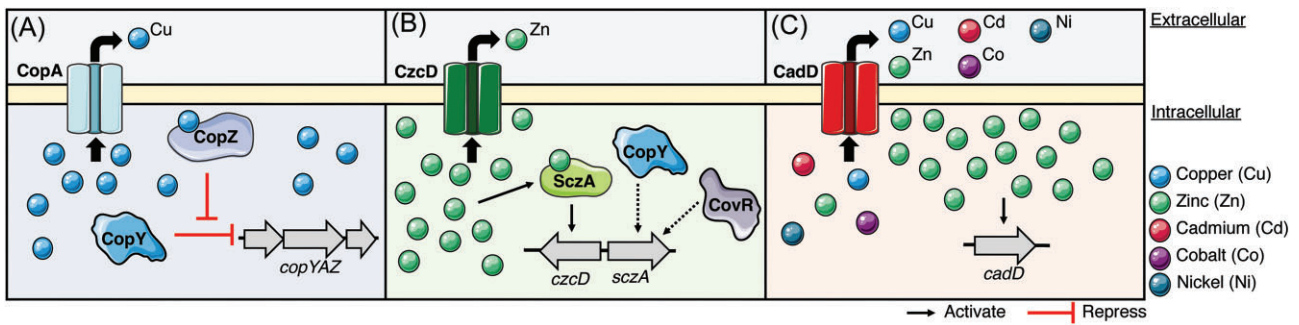 (A)
Cu
CopA
CopZ
CopY
copYAZ
(B)
Zn
CzcD
SczA
CopY
CovR
czcD
sczA
(C)
Cu
Cd
Ni
Zn
Co
CadD
cadD
Extracellular
Intracellular
Copper (Cu)
Zinc (Zn)
Cadmium (Cd)
Cobalt (Co)
Nickel (Ni)
Activate
Repress